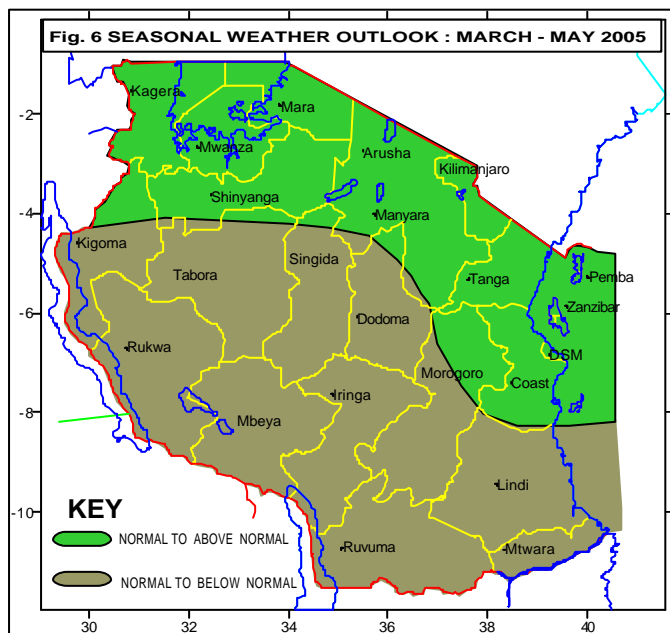 Fig. 6 SEASONAL WEATHER OUTLOOK : MARCH - MAY 2005
Kagera
-2
Mara
Mwanza
Arusha
Kilimanjaro
Shinyanga
-4
Manyara
Kigoma
Singida
Tabora
Tanga
Pemba
-6
Dodoma
Zanzibar
Rukwa
DSM
Morogoro
Coast
Iringa
-8
Mbeya
Lindi
KEY
-10
NORMAL TO ABOVE NORMAL
Ruvuma
Mtwara
NORMAL TO BELOW NORMAL
30 32 34 36 38 40